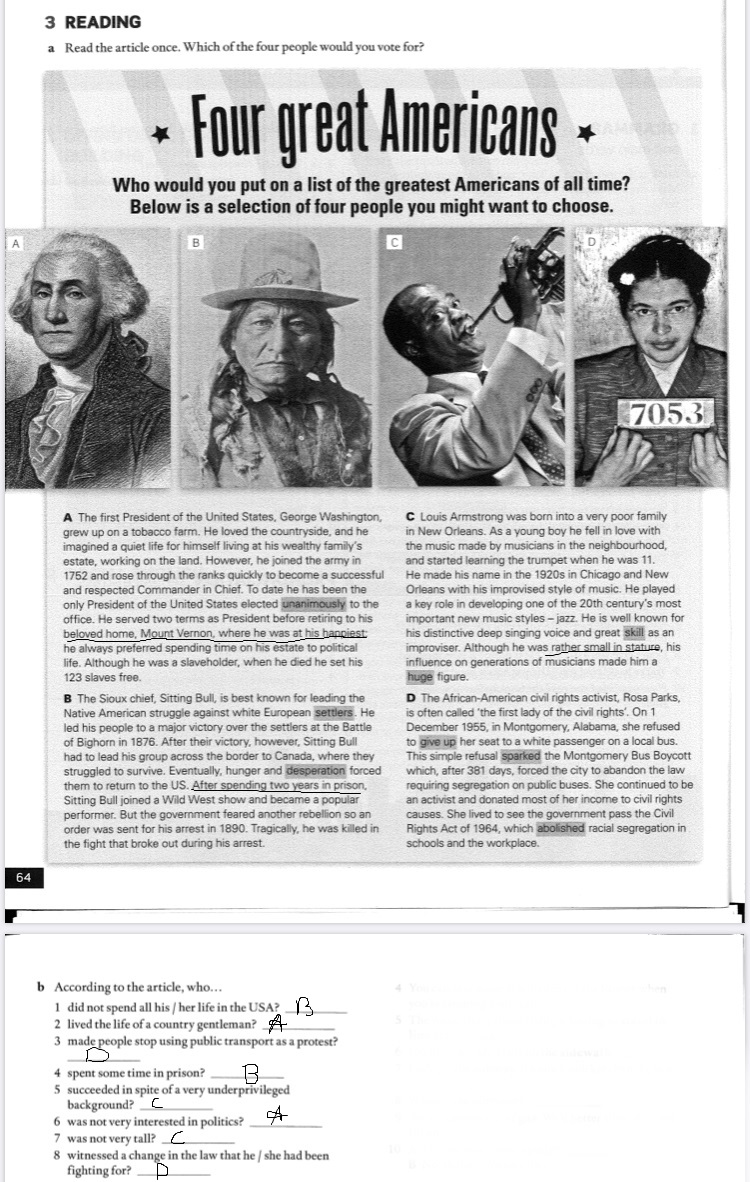 3 READING
a Read the article once. Which of the four people would you vote for?
★ Four great Americans ★
Who would you put on a list of the greatest Americans of all time?
Below is a selection of four people you might want to choose.
A
B
C
D
7053
A The first President of the United States, George Washington,
grew up on a tobacco farm. He loved the countryside, and he
imagined a quiet life for himself living at his wealthy family's
estate, working on the land. However, he joined the army in
1752 and rose through the ranks quickly to become a successful
and respected Commander in Chief. To date he has been the
only President of the United States elected unanimously to the
office. He served two terms as President before retiring to his
beloved home, Mount Vernon, where he was at his happiest;
he always preferred spending time on his estate to political
life. Although he was a slaveholder, when he died he set his
123 slaves free.
B The Sioux chief, Sitting Bull, is best known for leading the
Native American struggle against white European settlers. He
led his people to a major victory over the settlers at the Battle
of Bighorn in 1876. After their victory, however, Sitting Bull
had to lead his group across the border to Canada, where they
struggled to survive. Eventually, hunger and desperation forced
them to return to the US. After spending two years in prison,
Sitting Bull joined a Wild West show and became a popular
performer. But the government feared another rebellion so an
order was sent for his arrest in 1890. Tragically, he was killed in
the fight that broke out during his arrest.
C Louis Armstrong was born into a very poor family
in New Orleans. As a young boy he fell in love with
the music made by musicians in the neighbourhood,
and started learning the trumpet when he was 11.
He made his name in the 1920s in Chicago and New
Orleans with his improvised style of music. He played
a key role in developing one of the 20th century's most
important new music styles – jazz. He is well known for
his distinctive deep singing voice and great skill as an
improviser. Although he was rather small in stature, his
influence on generations of musicians made him a
huge figure.
D The African-American civil rights activist, Rosa Parks,
is often called 'the first lady of the civil rights'. On 1
December 1955, in Montgomery, Alabama, she refused
to give up her seat to a white passenger on a local bus.
This simple refusal sparked the Montgomery Bus Boycott
which, after 381 days, forced the city to abandon the law
requiring segregation on public buses. She continued to be
an activist and donated most of her income to civil rights
causes. She lived to see the government pass the Civil
Rights Act of 1964, which abolished racial segregation in
schools and the workplace.
64
b According to the article, who…
1 did not spend all his / her life in the USA? B
2 lived the life of a country gentleman? A
3 made people stop using public transport as a protest?
D
4 spent some time in prison? B
5 succeeded in spite of a very underprivileged
background? C
6 was not very interested in politics? A
7 was not very tall? C
8 witnessed a change in the law that he / she had been
fighting for? D